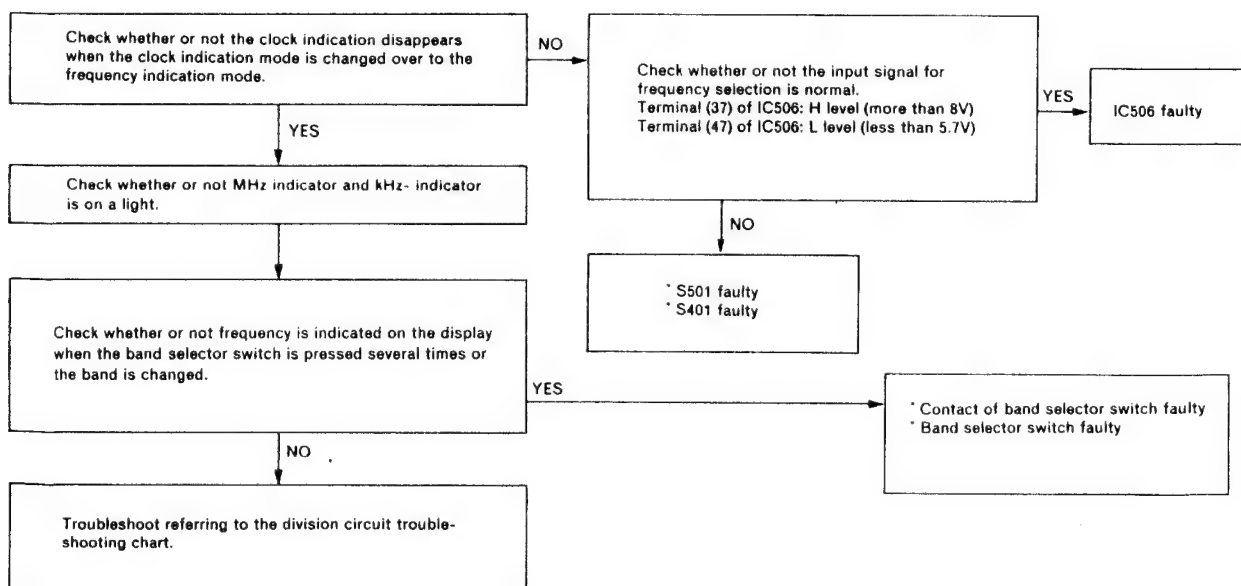 Check whether or not the clock indication disappears
when the clock indication mode is changed over to the
frequency indication mode.
NO
Check whether or not the input signal for
frequency selection is normal.
Terminal (37) of IC506: H level (more than 8V)
Terminal (47) of IC506: L level (less than 5.7V)
YES
IC506 faulty
YES
Check whether or not MHz indicator and kHz- indicator
is on a light.
NO
* S501 faulty
* S401 faulty
Check whether or not frequency is indicated on the display
when the band selector switch is pressed several times or
the band is changed.
YES
* Contact of band selector switch faulty
* Band selector switch faulty
NO
Troubleshoot referring to the division circuit trouble-
shooting chart.